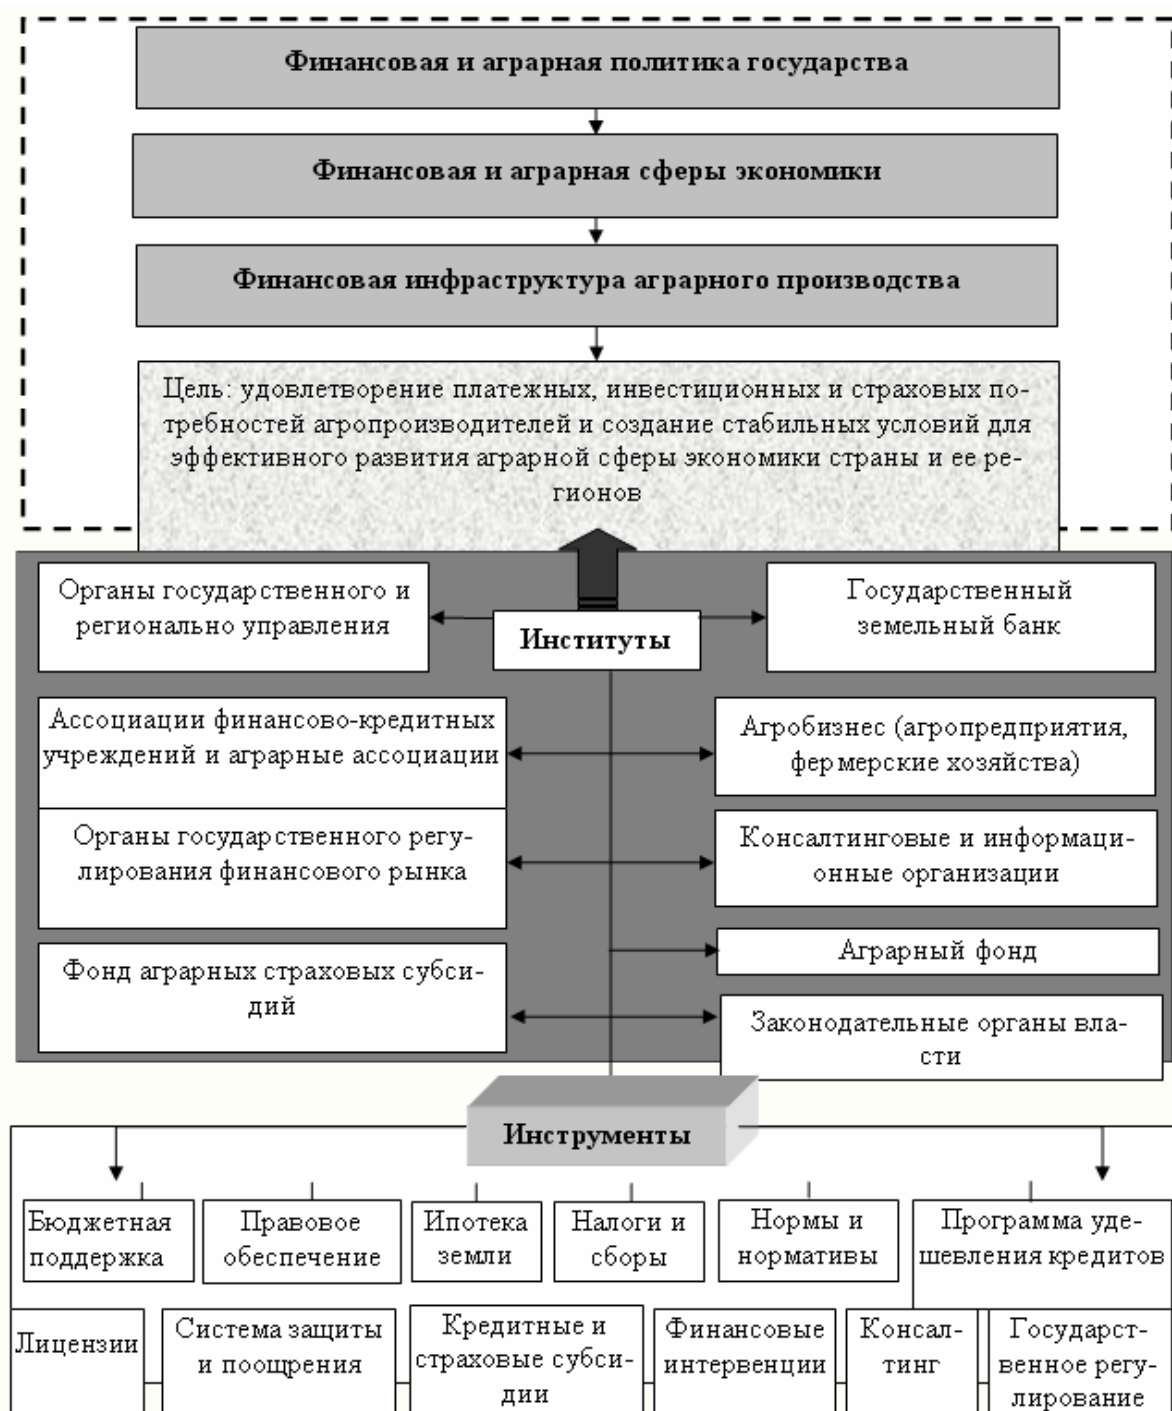 Финансовая и аграрная политика государства
Финансовая и аграрная сферы экономики
Финансовая инфраструктура аграрного производства
Цель: удовлетворение платежных, инвестиционных и страховых по-
требностей агропроизводителей и создание стабильных условий для
эффективного развития аграрной сферы экономики страны и ее ре-
гионов
Органы государственного и
регионально управления
Институты
Государственный
земельный банк
Ассоциации финансово-кредитных
учреждений и аграрные ассоциации
Агробизнес (агропредприятия,
фермерские хозяйства)
Органы государственного регу-
лирования финансового рынка
Консалтинговые и информаци-
онные организации
Фонд аграрных страховых субси-
дий
Аграрный фонд
Законодательные органы вла-
сти
Инструменты
Бюджетная
поддержка
Правовое
обеспечение
Ипотека
земли
Налоги и
сборы
Нормы и
нормативы
Программа уде-
шевления кредитов
Лицензии
Система защиты
и поощрения
Кредитные и
страховые субси-
дии
Финансовые
интервенции
Консал-
тинг
Государст-
венное регу-
лирование